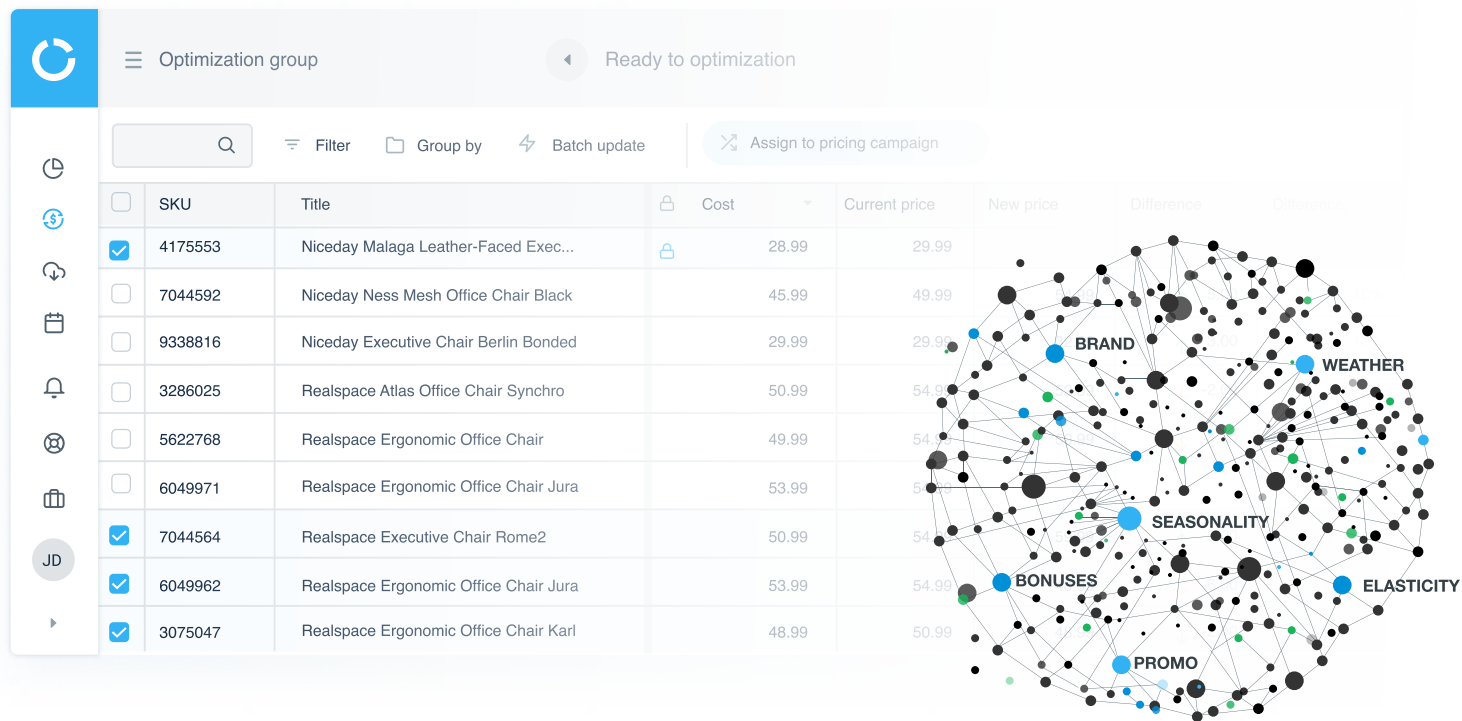 Optimization group
Ready to optimization
Filter
Group by
Batch update
Assign to pricing campaign
SKU Title Cost Current price New price Difference Difference
4175553 Niceday Malaga Leather-Faced Exec... 28.99 29.99
7044592 Niceday Ness Mesh Office Chair Black 45.99 49.99
9338816 Niceday Executive Chair Berlin Bonded 29.99 29.99
3286025 Realspace Atlas Office Chair Synchro 50.99
5622768 Realspace Ergonomic Office Chair 49.99
6049971 Realspace Ergonomic Office Chair Jura 53.99
7044564 Realspace Executive Chair Rome2 50.99
6049962 Realspace Ergonomic Office Chair Jura 53.99 54.99
3075047 Realspace Ergonomic Office Chair Karl 48.99 50.99
JD
BRAND
WEATHER
SEASONALITY
BONUSES
ELASTICITY
PROMO